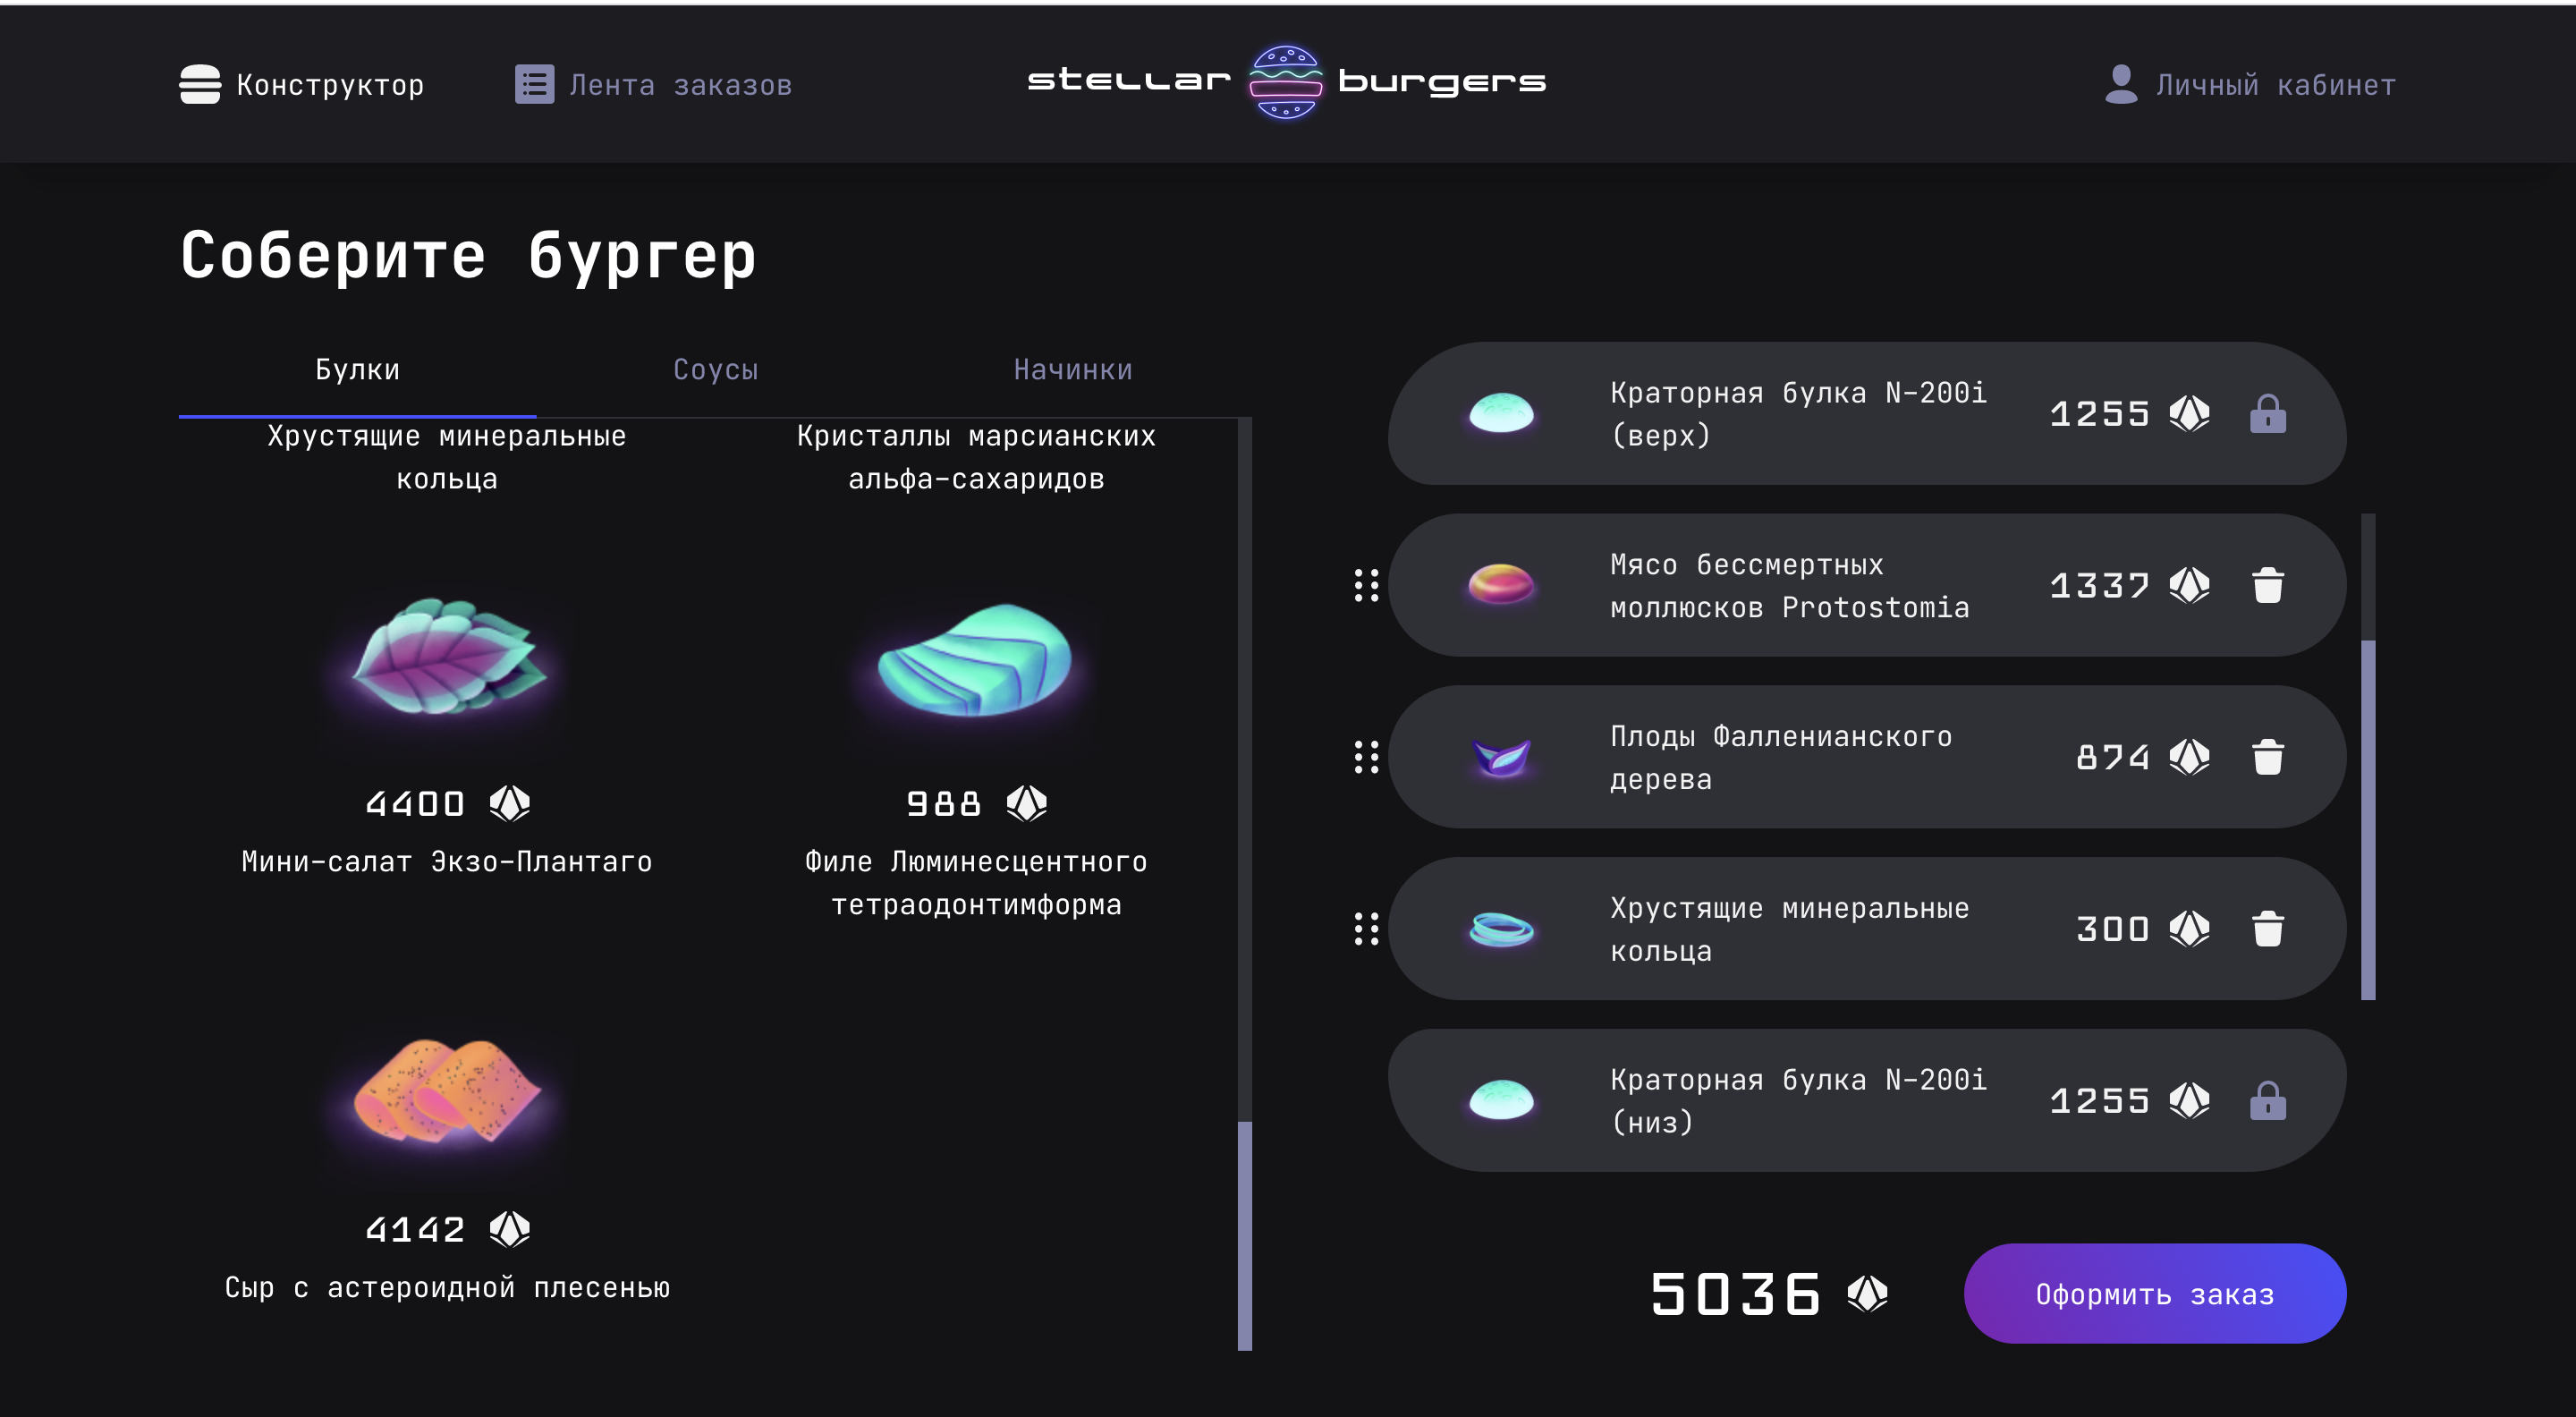 Конструктор
Лента заказов
stellar burgers
Личный кабинет
Соберите бургер
Булки
Соусы
Начинки
Хрустящие минеральные
кольца
Кристаллы марсианских
альфа-сахаридов
4400
Мини-салат Экзо-Плантаго
988
Филе Люминесцентного
тетраодонтимформа
4142
Сыр с астероидной плесенью
Краторная булка N-200i
(верх)
1255
Мясо бессмертных
моллюсков Protostomia
1337
Плоды Фалленианского
дерева
874
Хрустящие минеральные
кольца
300
Краторная булка N-200i
(низ)
1255
5036
Оформить заказ